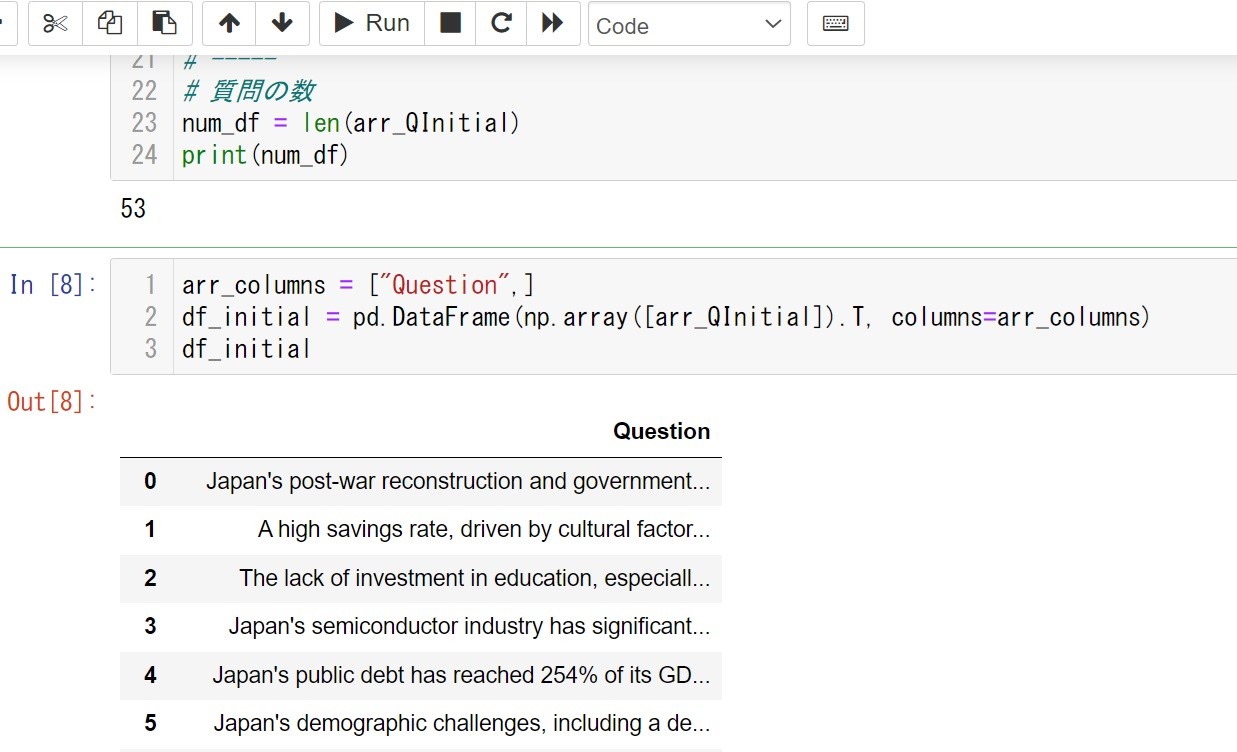 Run
Code
21 # -----
22 # 質問の数
23 num_df = len(arr_QInitial)
24 print(num_df)
53
In [8]:
1 arr_columns = ["Question",]
2 df_initial = pd.DataFrame(np.array([arr_QInitial]).T, columns=arr_columns)
3 df_initial
Out[8]:
Question
0 Japan's post-war reconstruction and government...
1 A high savings rate, driven by cultural factor...
2 The lack of investment in education, especiall...
3 Japan's semiconductor industry has significant...
4 Japan's public debt has reached 254% of its GD...
5 Japan's demographic challenges, including a de...